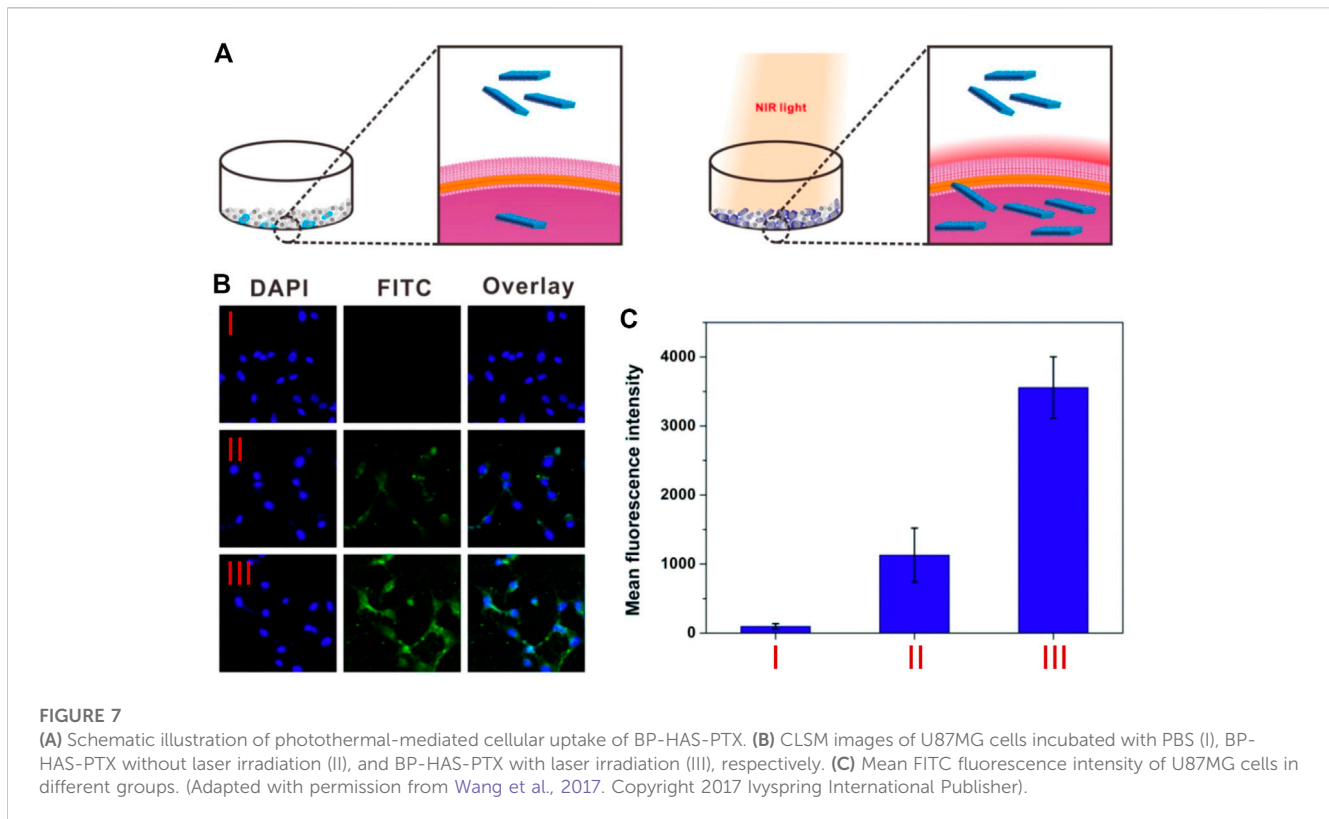 A
NIR light
B
DAPI FITC Overlay
I
II
III
C
Mean fluorescence intensity
4000
3000
2000
1000
0
I II III
FIGURE 7
(A) Schematic illustration of photothermal-mediated cellular uptake of BP-HAS-PTX. (B) CLSM images of U87MG cells incubated with PBS (I), BP-
HAS-PTX without laser irradiation (II), and BP-HAS-PTX with laser irradiation (III), respectively. (C) Mean FITC fluorescence intensity of U87MG cells in
different groups. (Adapted with permission from Wang et al., 2017. Copyright 2017 Ivyspring International Publisher).